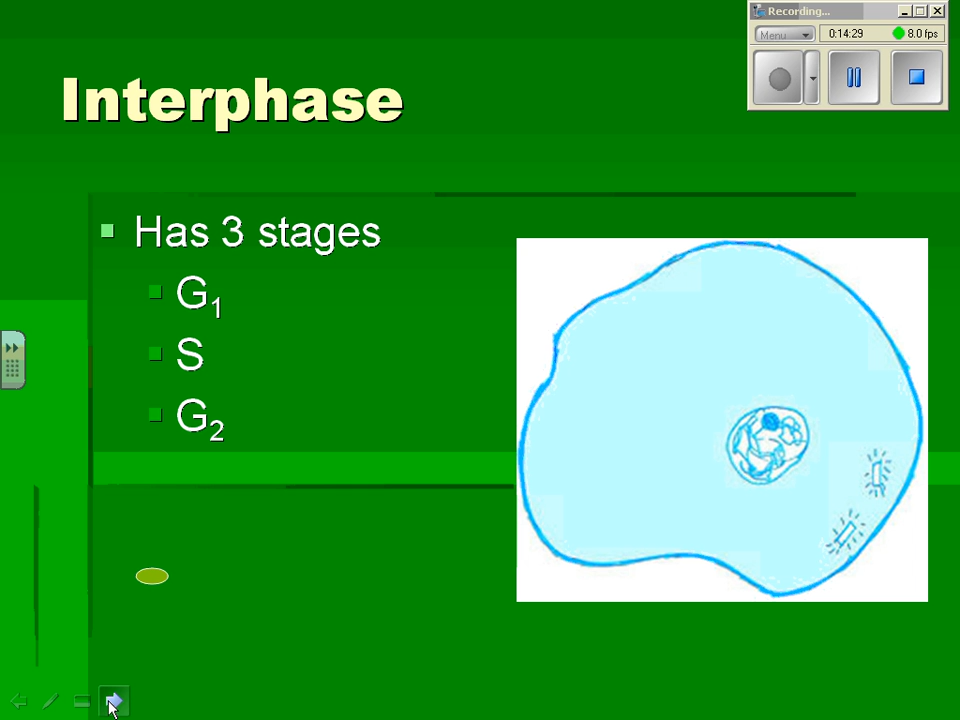 Recording...
Menu
0:14:29
8.0 fps
Interphase
Has 3 stages
G1
S
G2